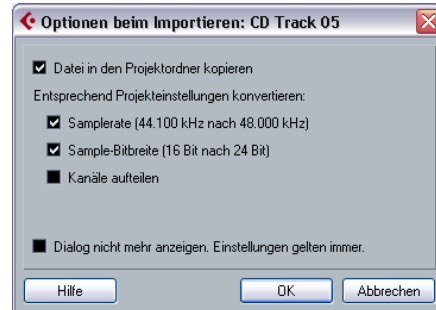 Optionen beim Importieren: CD Track 05
Datei in den Projektordner kopieren
Entsprechend Projekteinstellungen konvertieren:
Samplerate (44.100 kHz nach 48.000 kHz)
Sample-Bitbreite (16 Bit nach 24 Bit)
Kanäle aufteilen
Dialog nicht mehr anzeigen. Einstellungen gelten immer.
Hilfe OK Abbrechen